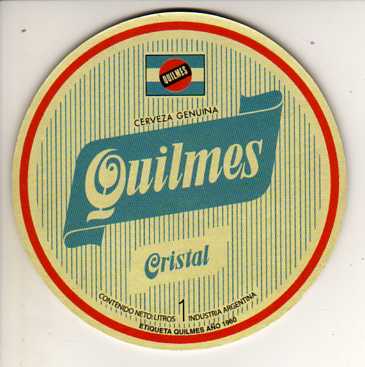 QUILMES
CERVEZA GENUINA
Quilmes
Cristal
CONTENIDO NETO: LITROS 1 INDUSTRIA ARGENTINA
ETIQUETA QUILMES AÑO 1960